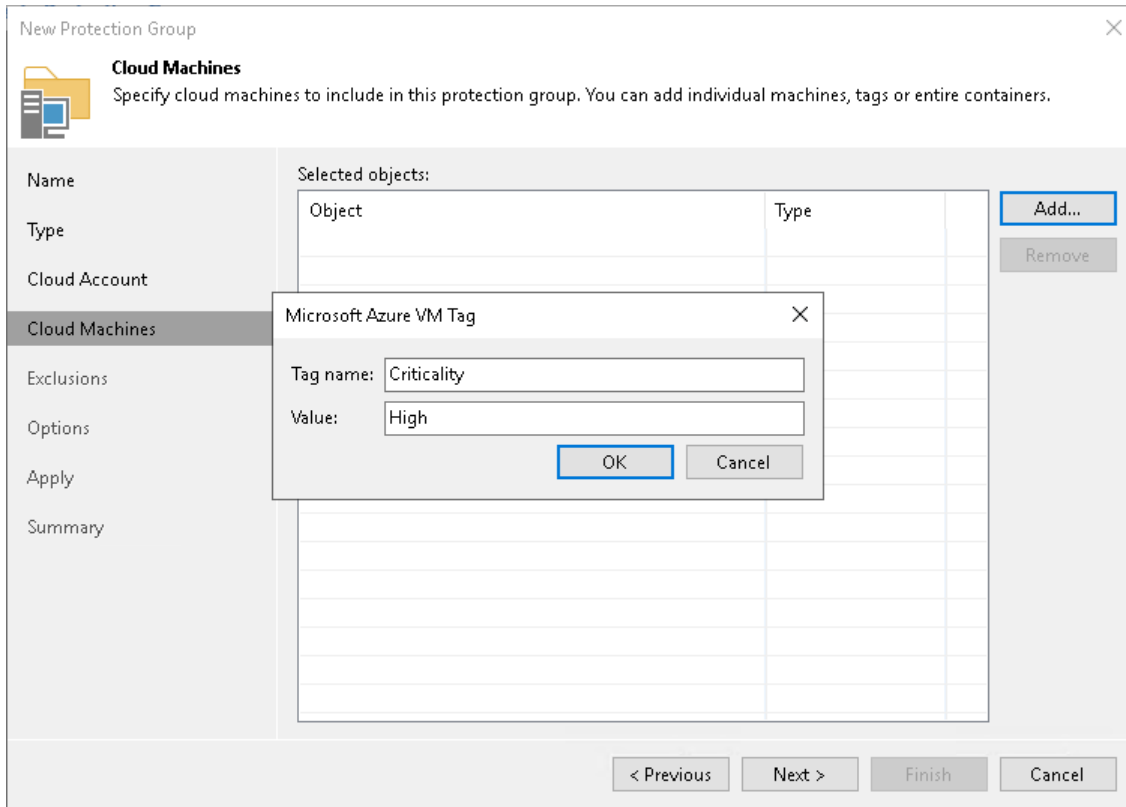 New Protection Group
Cloud Machines
Specify cloud machines to include in this protection group. You can add individual machines, tags or entire containers.
Name
Type
Cloud Account
Cloud Machines
Exclusions
Options
Apply
Summary
Selected objects:
Object Type
Add...
Remove
Microsoft Azure VM Tag
Tag name: Criticality
Value: High
OK Cancel
< Previous Next > Finish Cancel